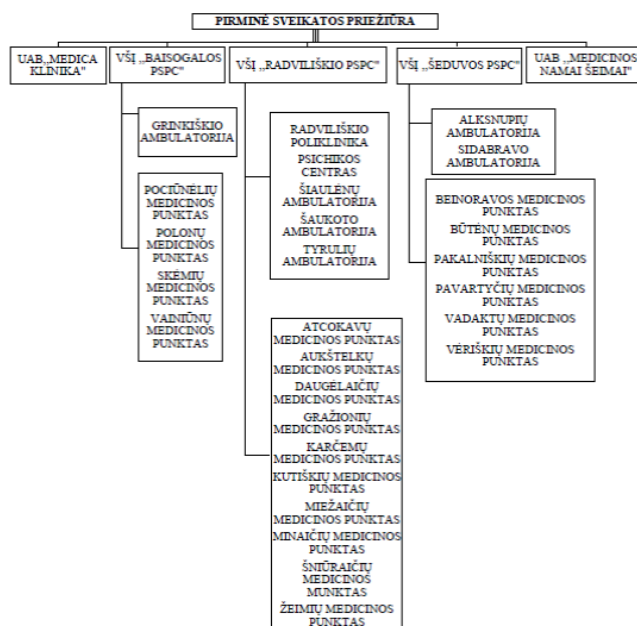 PIRMINĖ SVEIKATOS PRIEŽIŪRA
UAB„MEDICA
KLINIKA"
VŠĮ „BAISOGALOS
PSPC"
VŠĮ „RADVILIŠKIO PSPC"
VŠĮ „ŠEDUVOS PSPC"
UAB „MEDICINOS
NAMAI ŠEIMAI"
GRINKIŠKIO
AMBULATORIJA
POCIŪNĖLIŲ
MEDICINOS
PUNKTAS
POLONŲ
MEDICINOS
PUNKTAS
SKĖMIŲ
MEDICINOS
PUNKTAS
VAINIŪNŲ
MEDICINOS
PUNKTAS
RADVILIŠKIO
POLIKLINIKA
PSICHIKOS
CENTRAS
ŠIAULĖNŲ
AMBULATORIJA
ŠAUKOTO
AMBULATORIJA
TYRULIŲ
AMBULATORIJA
ATCOKAVŲ
MEDICINOS PUNKTAS
AUKŠTELKŲ
MEDICINOS PUNKTAS
DAUGĖLAIČIŲ
MEDICINOS PUNKTAS
GRAŽIONIŲ
MEDICINOS PUNKTAS
KARČEMŲ
MEDICINOS PUNKTAS
KUTIŠKIŲ MEDICINOS
PUNKTAS
MIEŽAIČIŲ
MEDICINOS PUNKTAS
MINAIČIŲ MEDICINOS
PUNKTAS
ŠNIŪRAIČIŲ
MEDICINOS
MUNKTAS
ŽEIMIŲ MEDICINOS
PUNKTAS
ALKSNUPIŲ
AMBULATORIJA
SIDABRAVO
AMBULATORIJA
BEINORAVOS MEDICINOS
PUNKTAS
BŪTĖNŲ MEDICINOS
PUNKTAS
PAKALNIŠKIŲ MEDICINOS
PUNKTAS
PAVARTYČIŲ MEDICINOS
PUNKTAS
VADAKTŲ MEDICINOS
PUNKTAS
VĖRIŠKIŲ MEDICINOS
PUNKTAS